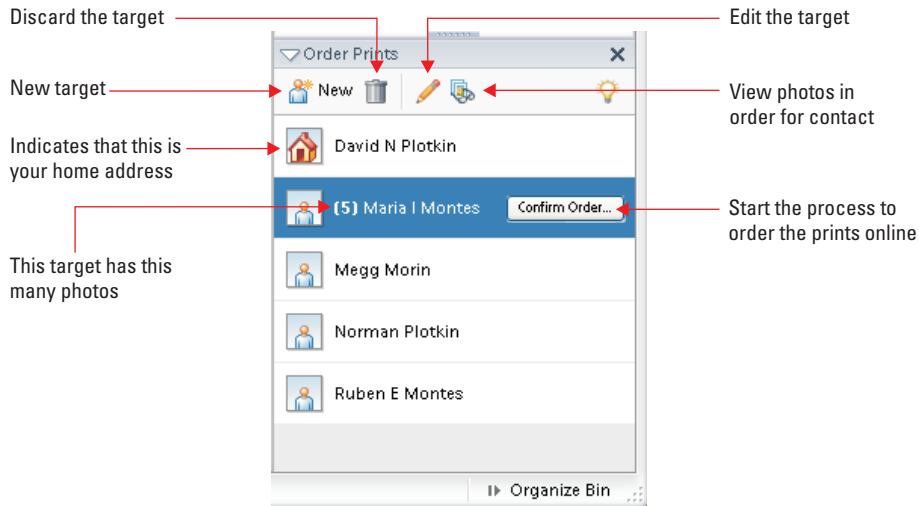 Discard the target
Edit the target
Order Prints
New target
New
View photos in
order for contact
Indicates that this is
your home address
David N Plotkin
(5) Maria I Montes
Confirm Order...
Start the process to
order the prints online
This target has this
many photos
Megg Morin
Norman Plotkin
Ruben E Montes
Organize Bin